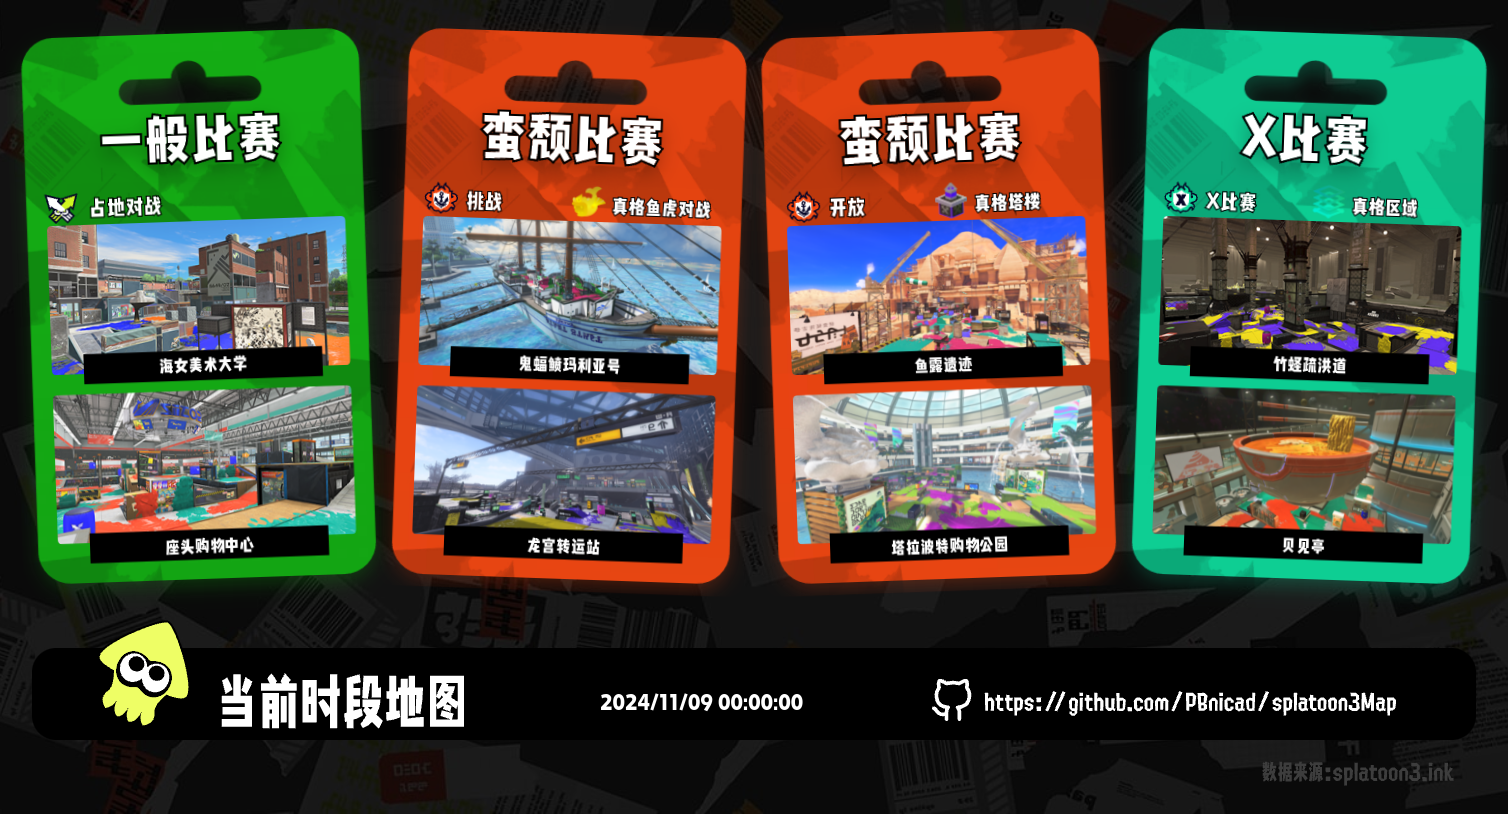 一般比赛
占地对战
海女美术大学
座头购物中心
蛮颓比赛
挑战
真格鱼虎对战
鬼蝠鲼玛利亚号
龙宫转运站
蛮颓比赛
开放
真格塔楼
鱼露遗迹
塔拉波特购物公园
X比赛
X比赛
真格区域
竹蛏疏洪道
贝见亭
当前时段地图
2024/11/09 00:00:00
https://github.com/PBnicad/splatoon3Map
数据来源:splatoon3.ink